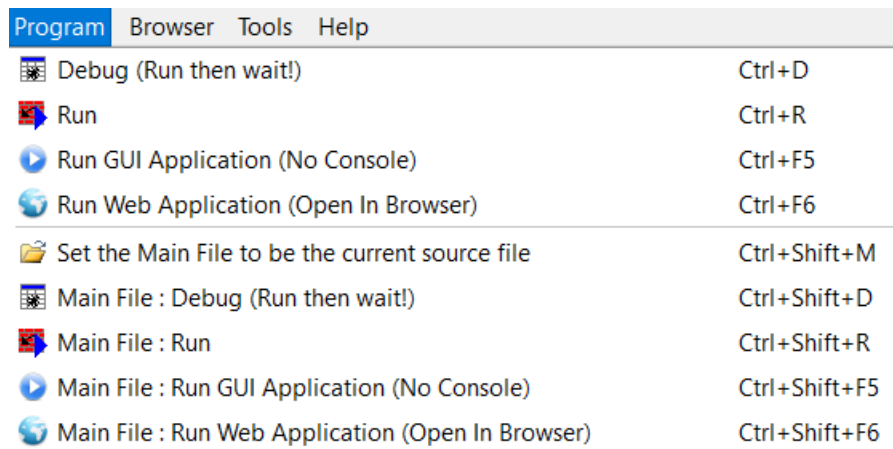 Program Browser Tools Help
Debug (Run then wait!) Ctrl+D
Run Ctrl+R
Run GUI Application (No Console) Ctrl+F5
Run Web Application (Open In Browser) Ctrl+F6
Set the Main File to be the current source file Ctrl+Shift+M
Main File : Debug (Run then wait!) Ctrl+Shift+D
Main File : Run Ctrl+Shift+R
Main File : Run GUI Application (No Console) Ctrl+Shift+F5
Main File : Run Web Application (Open In Browser) Ctrl+Shift+F6